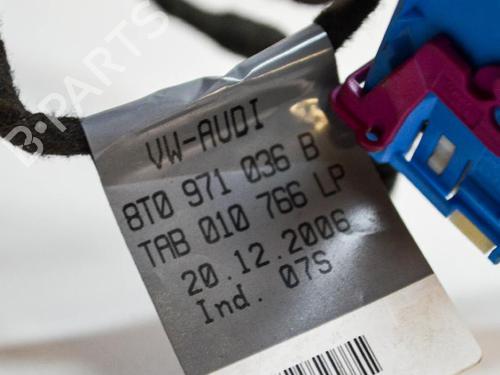 B-PARTS
VW-AUDI
8T0 971 036 B
TAB 010 766 LP
20.12.2006
Ind. 07S